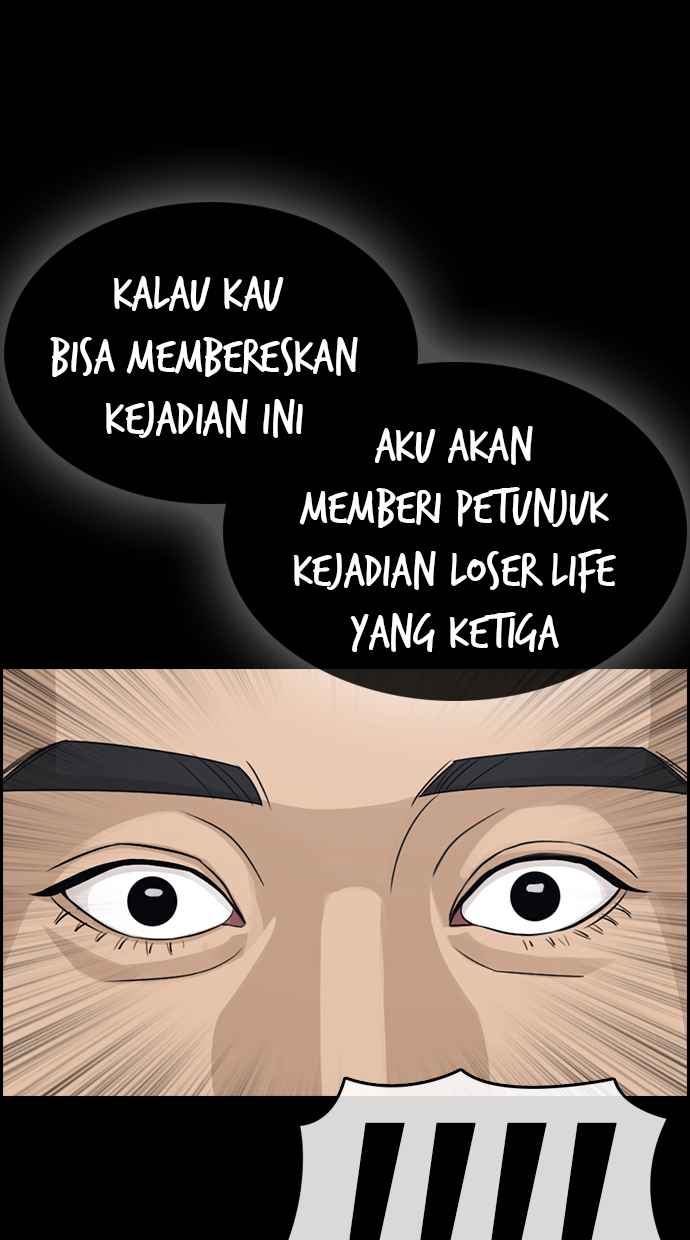 KALAU KAU
BISA MEMBERESKAN
KEJADIAN INI
AKU AKAN
MEMBERI PETUNJUK
KEJADIAN LOSER LIFE
YANG KETIGA